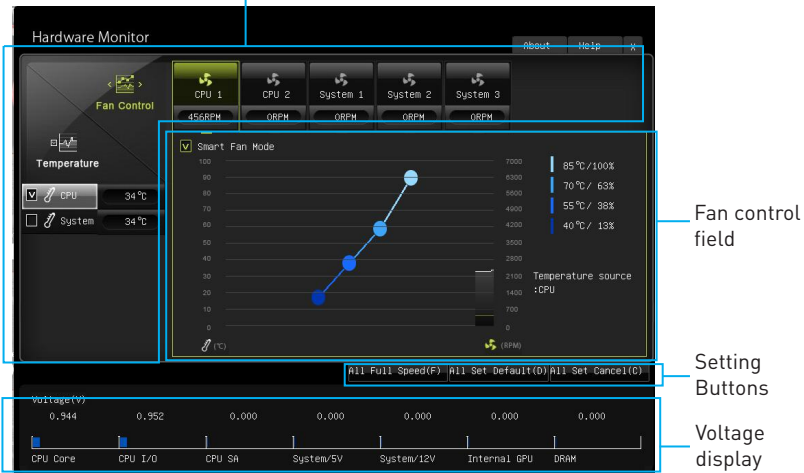 Hardware Monitor
About Help X
Fan Control
CPU 1 CPU 2 System 1 System 2 System 3
456RPM 0RPM 0RPM 0RPM 0RPM
Temperature
V CPU 34℃
System 34℃
V Smart Fan Mode
100 7000
90 6300
80 5600
70 4900
60 4200
50 3500
40 2800
30 2100
20 1400
10 700
0 0
(℃) (RPM)
85℃/100%
70℃/ 63%
55℃/ 38%
40℃/ 13%
Temperature source
:CPU
Fan control
field
All Full Speed(F) All Set Default(D) All Set Cancel(C)
Setting
Buttons
Voltage(V)
0.944 0.952 0.000 0.000 0.000 0.000 0.000
CPU Core CPU I/O CPU SA System/5V System/12V Internal GPU DRAM
Voltage
display